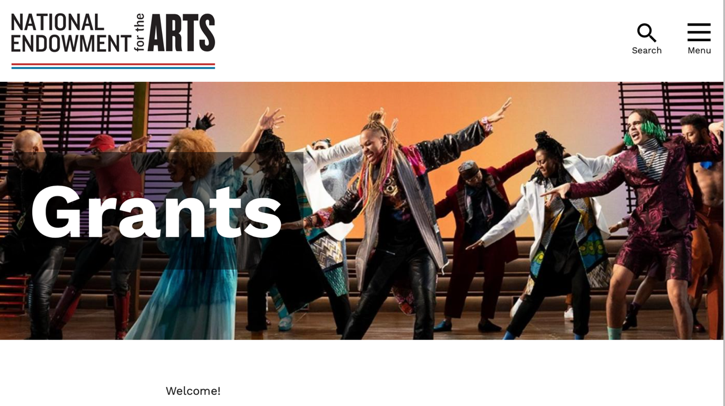 NATIONAL
ENDOWMENT
for the
ARTS
Search
Menu
Grants
Welcome!